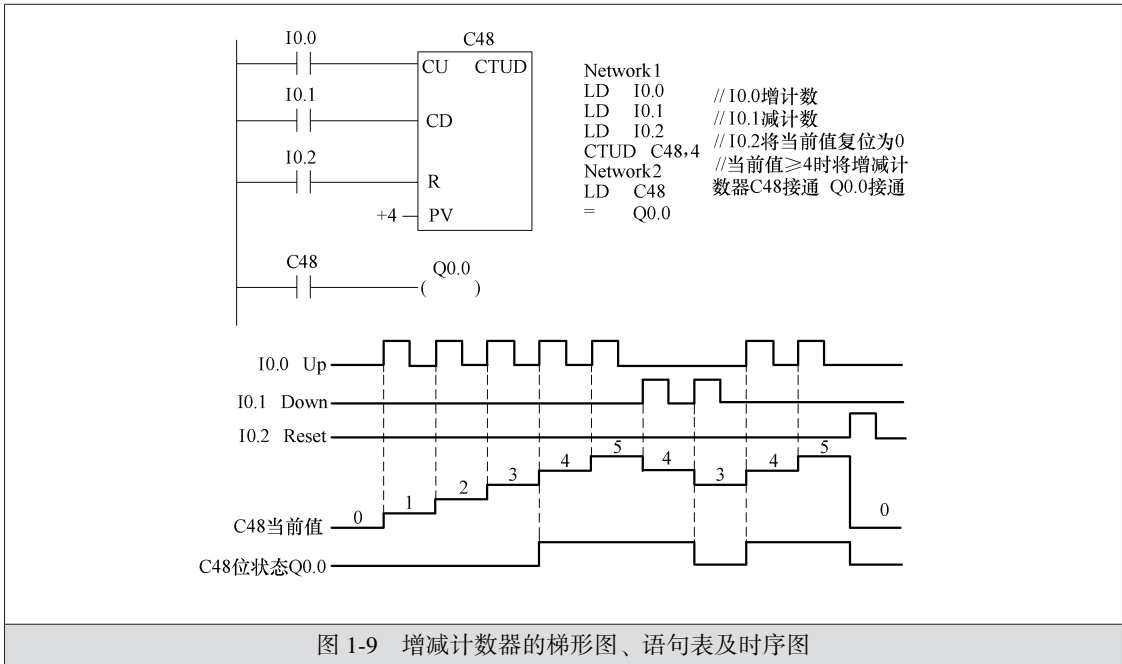 I0.0
C48
CU CTUD
I0.1
CD
I0.2
R
+4
PV
C48
Q0.0
( )
Network1
LD I0.0 //I0.0增计数
LD I0.1 //I0.1减计数
LD I0.2 //I0.2将当前值复位为0
CTUD C48,4 //当前值≥4时将增减计
Network2 数器C48接通 Q0.0接通
LD C48
= Q0.0
I0.0 Up
I0.1 Down
I0.2 Reset
C48当前值 0 1 2 3 4 5 4 3 4 5 0
C48位状态Q0.0
图 1-9 增减计数器的梯形图、语句表及时序图